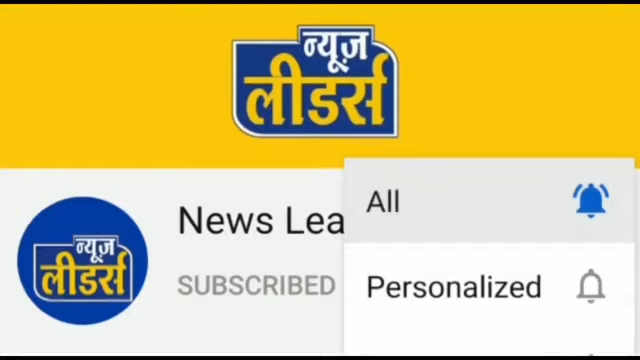 न्यूज़
लीडर्स
All
News Lea
न्यूज़
लीडर्स
SUBSCRIBED
Personalized